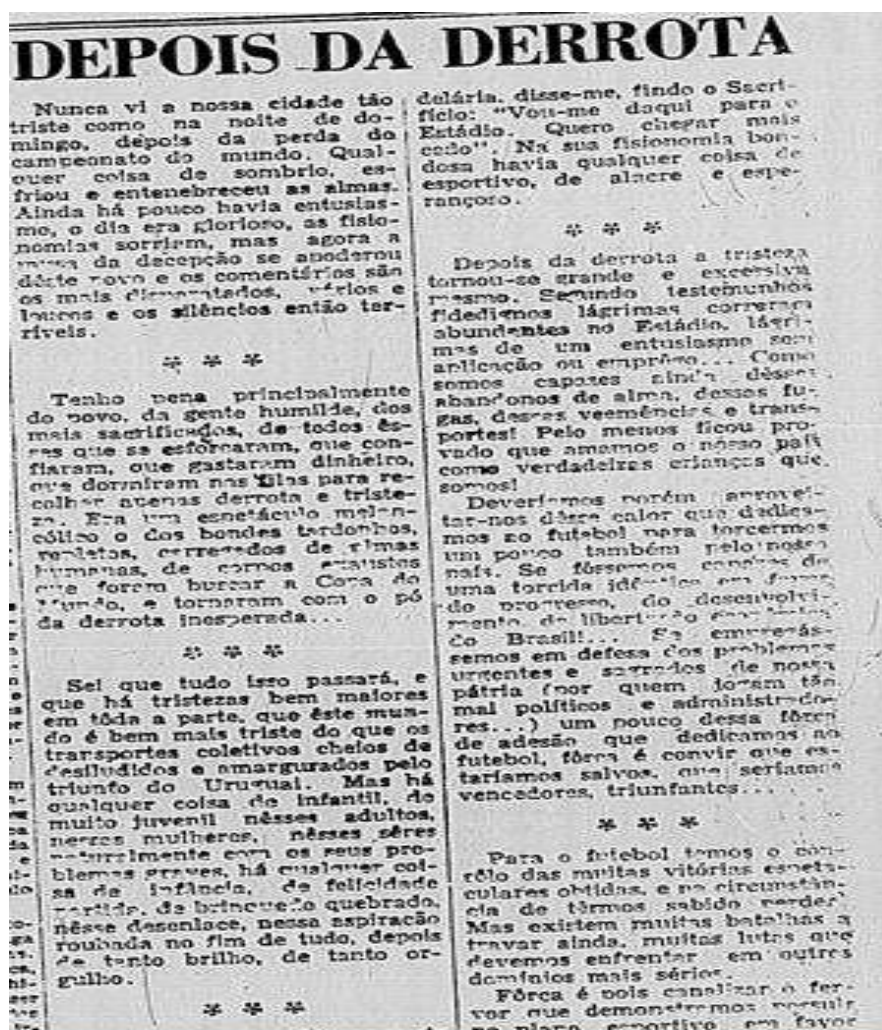 DEPOIS DA DERROTA
Nunca vi a nossa cidade tão
triste como na noite de do-
mingo, depois da perda do
campeonato do mundo. Qual-
quer coisa de sombrio, es-
friou e entenebreceu as almas.
Ainda há pouco havia entusias-
mo, o dia era glorioso, as fisio-
nomias sorriem, mas agora a
da decepção se apoderou
dêste povo e os comentários são
os mais disparatados, vários e
loucos e os silêncios então ter-
ríveis.
* * *
Tenho pena principalmente
do povo, da gente humilde, dos
mais sacrificados, de todos ês-
ses que se esforcaram, que con-
fiaram, que gastaram dinheiro,
que dormiram nas filas para re-
colher apenas derrota e triste-
za. Era um espetáculo melan-
cólico o dos bondes tardonhos,
repletos, carregados de almas
humanas, de corpos exaustos
que foram buscar a Copa do
Mundo, e tornaram com o pó
da derrota inesperada...
* * *
Sei que tudo isso passará, e
que há tristezas bem maiores
em tôda a parte, que êste mun-
do é bem mais triste do que os
transportes coletivos cheios de
desiludidos e amargurados pelo
triunfo do Uruguai. Mas há
qualquer coisa de infantil, de
muito juvenil nêsses adultos,
nessas mulheres, nêsses sêres
naturalmente com os seus pro-
blemas graves, há qualquer coi-
sa de infância, de felicidade
partida, de brinquedo quebrado,
nêsse desenlace, nessa aspiração
roubada no fim de tudo, depois
de tanto brilho, de tanto or-
gulho.
* * *
delária, disse-me, findo o Sacri-
fício: "Vou-me daqui para o
Estádio. Quero chegar mais
cedo". Na sua fisionomia bon-
dosa havia qualquer coisa de
esportivo, de alacre e espe-
rançoso.
* * *
Depois da derrota a tristeza
tornou-se grande e excessiva
mesmo. Segundo testemunhos
fidedignos lágrimas correram
abundantes no Estádio, lágri-
mas de um entusiasmo sem
aplicação ou emprêgo... Como
somos capazes ainda dêsses
abandonos de alma, dessas fu-
gas, dessas veemências e trans-
portes! Pelo menos ficou pro-
vado que amamos o nosso país
como verdadeiras crianças que
somos!
Deveríamos porém aprovei-
tar-nos dêsse calor que dedica-
mos ao futebol para torcermos
um pouco também pelo nosso
país. Se fôssemos capazes de
uma torcida idêntica em
do progresso, do desenvolvi-
mento, da libertação
do Brasil!... Se empregás-
semos em defesa dos problemas
urgentes e sagrados de nossa
pátria (por quem jogam tão
mal políticos e administrado-
res...) um pouco dessa fôrça
de adesão que dedicamos ao
futebol, fôrça é convir que es-
taríamos salvos, que seríamos
vencedores, triunfantes...
* * *
Para o futebol temos o con-
sôlo das muitas vitórias espeta-
culares obtidas, e na circunstân-
cia de têrmos sabido perder.
Mas existem muitas batalhas a
travar ainda, muitas lutas que
devemos enfrentar em outros
domínios mais sérios.
Fôrça é pois canalizar o fer-
vor que demonstramos possuir
no plano esportivo em favor